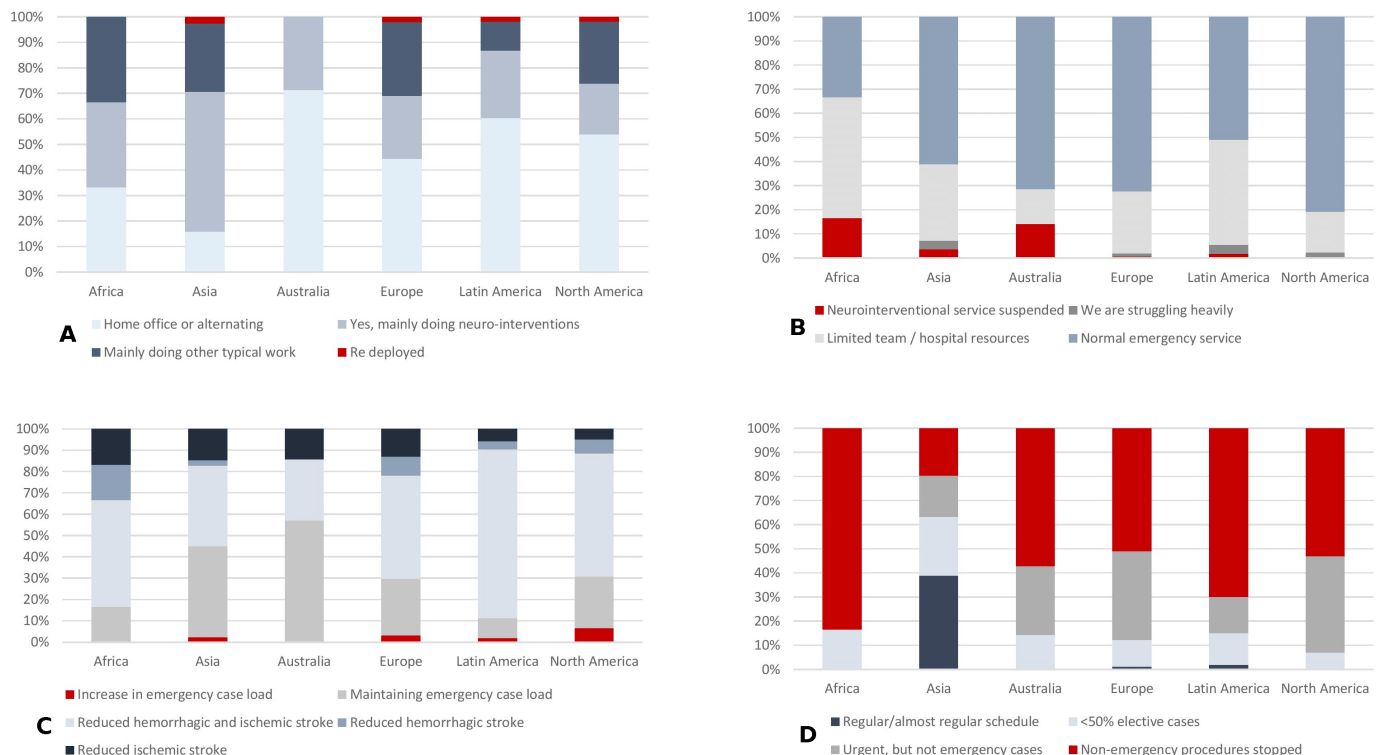 100%
90%
80%
70%
60%
50%
40%
30%
20%
10%
0%
Africa Asia Australia Europe Latin America North America
A
Home office or alternating Yes, mainly doing neuro-interventions
Mainly doing other typical work Re deployed
100%
90%
80%
70%
60%
50%
40%
30%
20%
10%
0%
Africa Asia Australia Europe Latin America North America
B
Neurointerventional service suspended We are struggling heavily
Limited team / hospital resources Normal emergency service
100%
90%
80%
70%
60%
50%
40%
30%
20%
10%
0%
Africa Asia Australia Europe Latin America North America
Increase in emergency case load Maintaining emergency case load
C
Reduced hemorrhagic and ischemic stroke Reduced hemorrhagic stroke
Reduced ischemic stroke
100%
90%
80%
70%
60%
50%
40%
30%
20%
10%
0%
Africa Asia Australia Europe Latin America North America
Regular/almost regular schedule <50% elective cases
D
Urgent, but not emergency cases Non-emergency procedures stopped